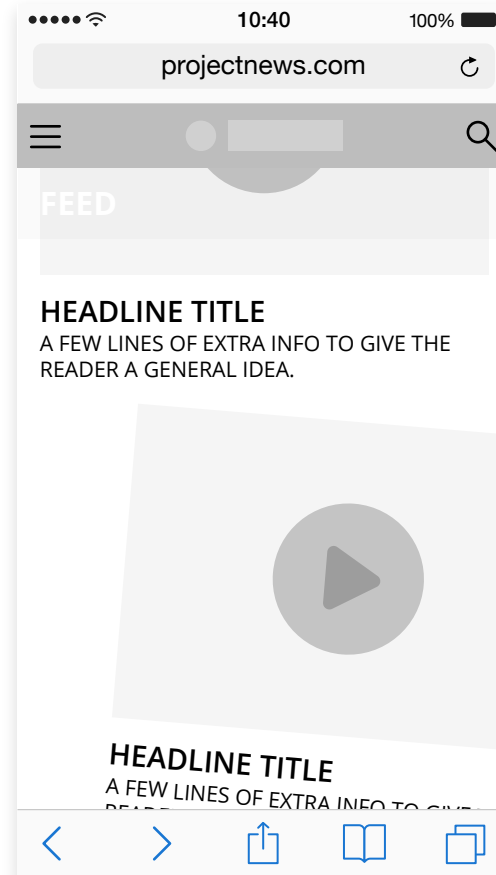 10:40
100%
projectnews.com
FEED
HEADLINE TITLE
A FEW LINES OF EXTRA INFO TO GIVE THE
READER A GENERAL IDEA.
HEADLINE TITLE
A FEW LINES OF EXTRA INFO TO GIVE